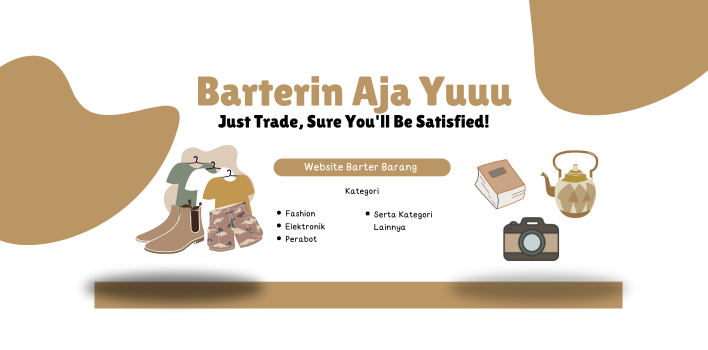 Barterin Aja Yuuu
Just Trade, Sure You'll Be Satisfied!
Website Barter Barang
Kategori
Fashion
Elektronik
Perabot
Serta Kategori
Lainnya